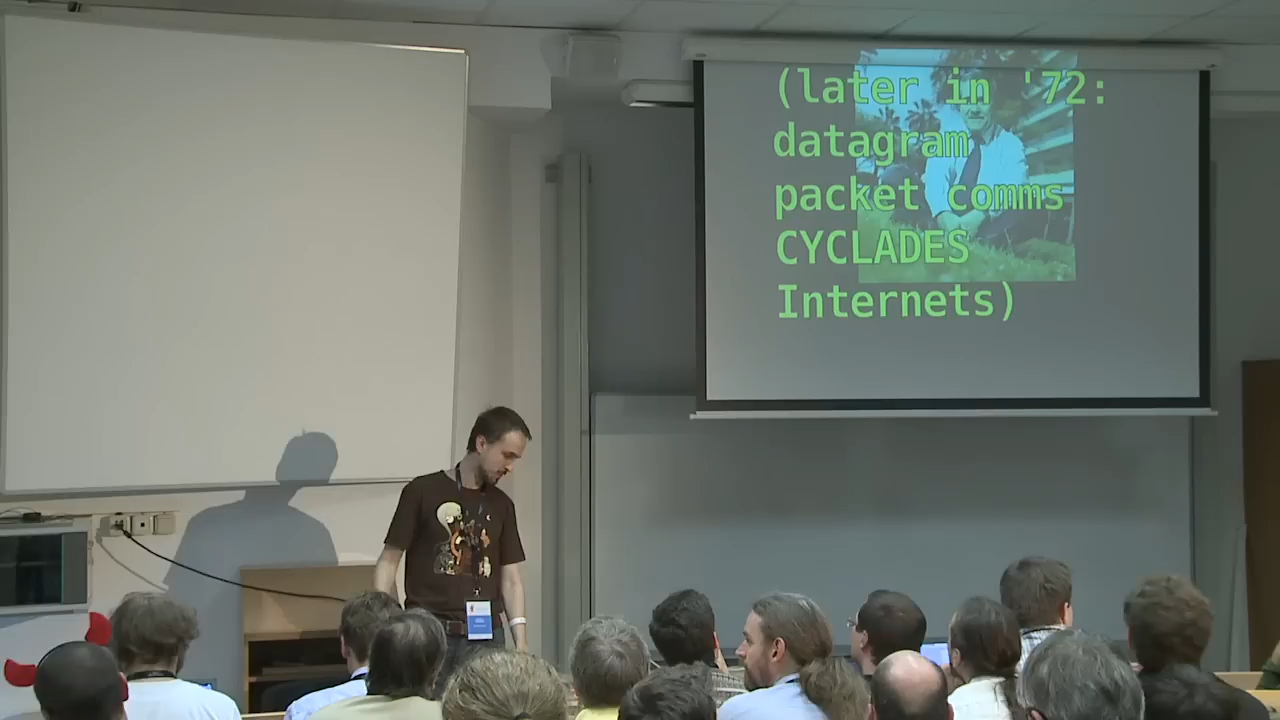 (later in '72:
datagram
packet comms
CYCLADES
Internets)